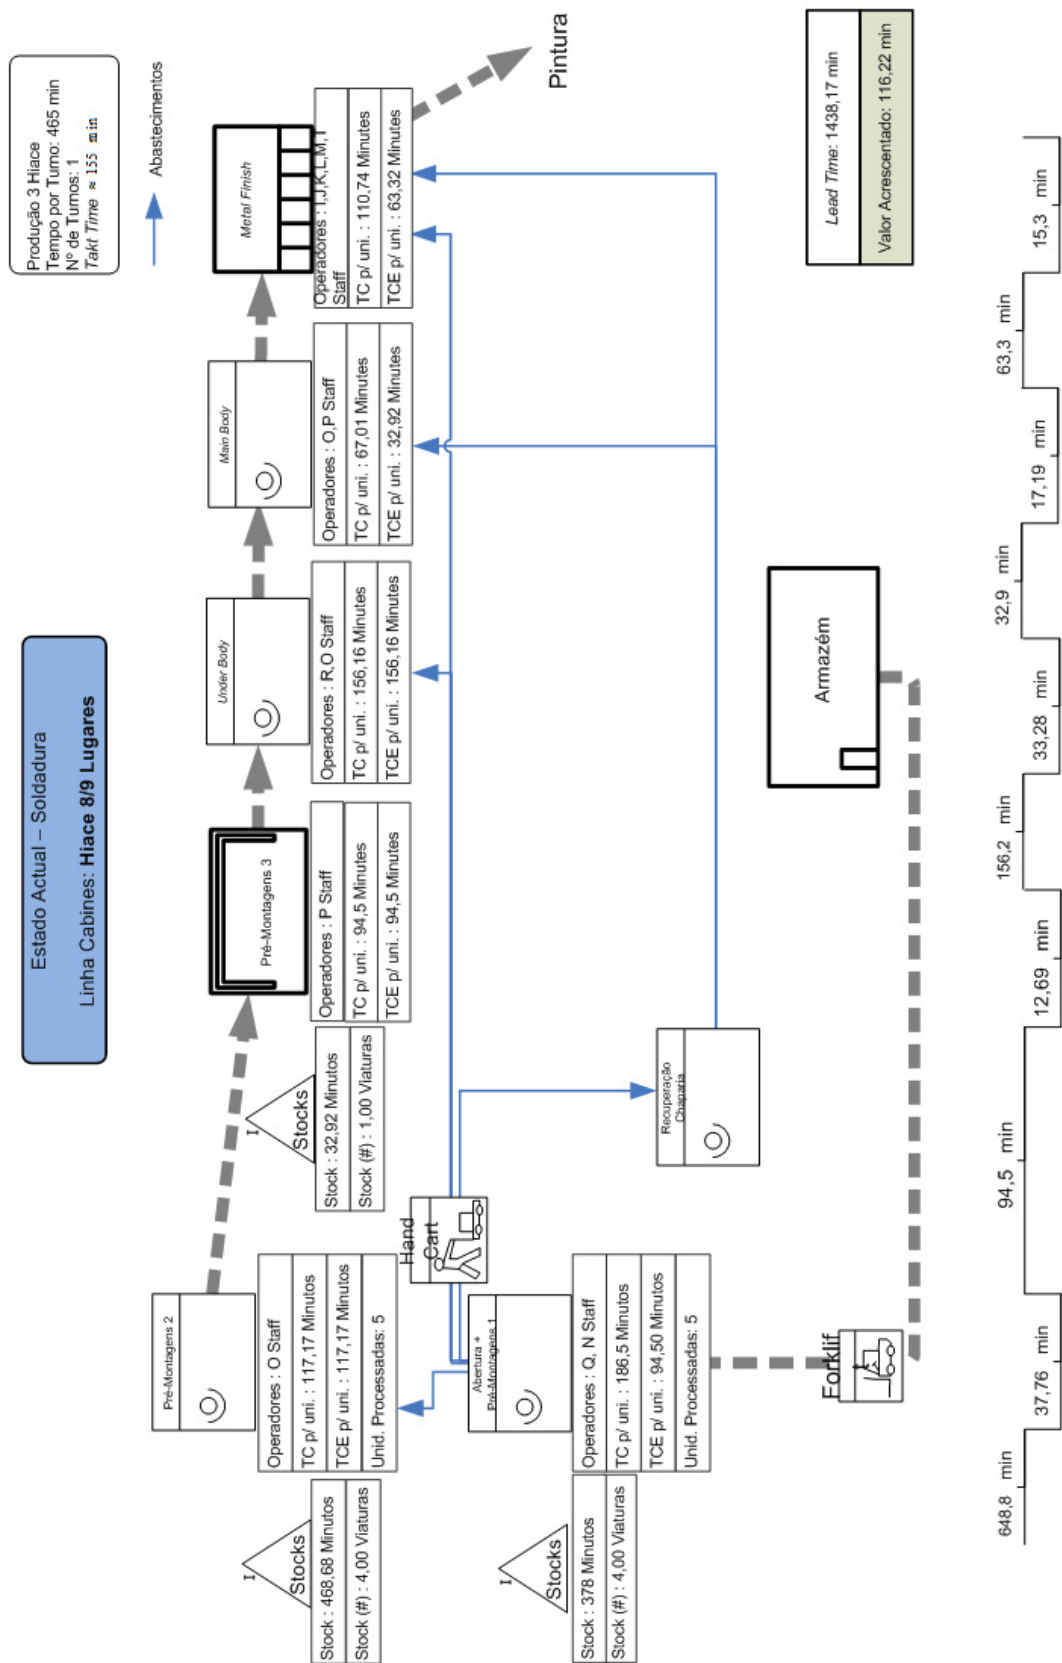 Estado Actual – Soldadura
Linha Cabines: Hiace 8/9 Lugares
Produção 3 Hiace
Tempo por Turno: 465 min
Nº de Turnos: 1
Takt Time ≈ 155 min
Abastecimentos
Pré-Montagens 2
Operadores : O Staff
TC p/ uni. : 117,17 Minutos
TCE p/ uni. : 117,17 Minutos
Unid. Processadas: 5
I
Stocks
Stock : 468,68 Minutos
Stock (#) : 4,00 Viaturas
I
Stocks
Stock : 32,92 Minutos
Stock (#) : 1,00 Viaturas
Pré-Montagens 3
Operadores : P Staff
TC p/ uni. : 94,5 Minutes
TCE p/ uni. : 94,5 Minutes
Under Body
Operadores : R,O Staff
TC p/ uni. : 156,16 Minutes
TCE p/ uni. : 156,16 Minutes
Main Body
Operadores : O,P Staff
TC p/ uni. : 67,01 Minutes
TCE p/ uni. : 32,92 Minutes
Metal Finish
Operadores : I,J,K,L,M,T
Staff
TC p/ uni. : 110,74 Minutes
TCE p/ uni. : 63,32 Minutes
Pintura
Hand
Cart
Abertura +
Pré-Montagens 1
Operadores : Q, N Staff
TC p/ uni. : 186,5 Minutos
TCE p/ uni. : 94,50 Minutos
Unid. Processadas: 5
I
Stocks
Stock : 378 Minutos
Stock (#) : 4,00 Viaturas
Recuperação
Chaparia
Forklif
t
Armazém
Lead Time: 1438,17 min
Valor Acrescentado: 116,22 min
648,8 min
37,76 min
94,5 min
12,69 min
156,2 min
33,28 min
32,9 min
17,19 min
63,3 min
15,3 min